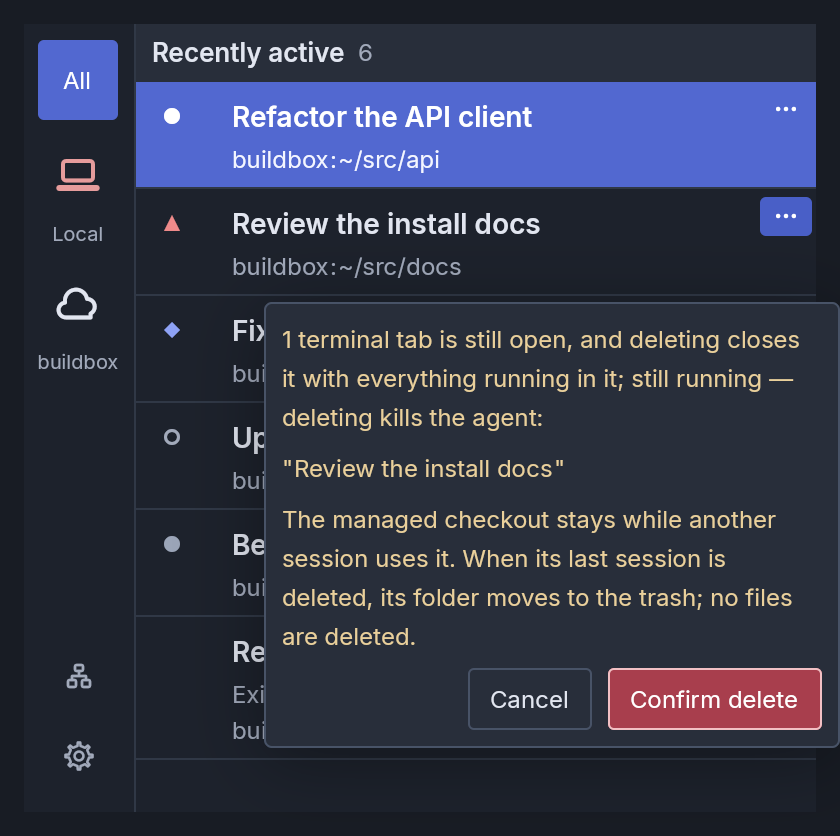 All
Local
buildbox
Recently active 6
Refactor the API client
buildbox:~/src/api
Review the install docs
buildbox:~/src/docs
1 terminal tab is still open, and deleting closes
it with everything running in it; still running —
deleting kills the agent:
"Review the install docs"
The managed checkout stays while another
session uses it. When its last session is
deleted, its folder moves to the trash; no files
are deleted.
Cancel
Confirm delete